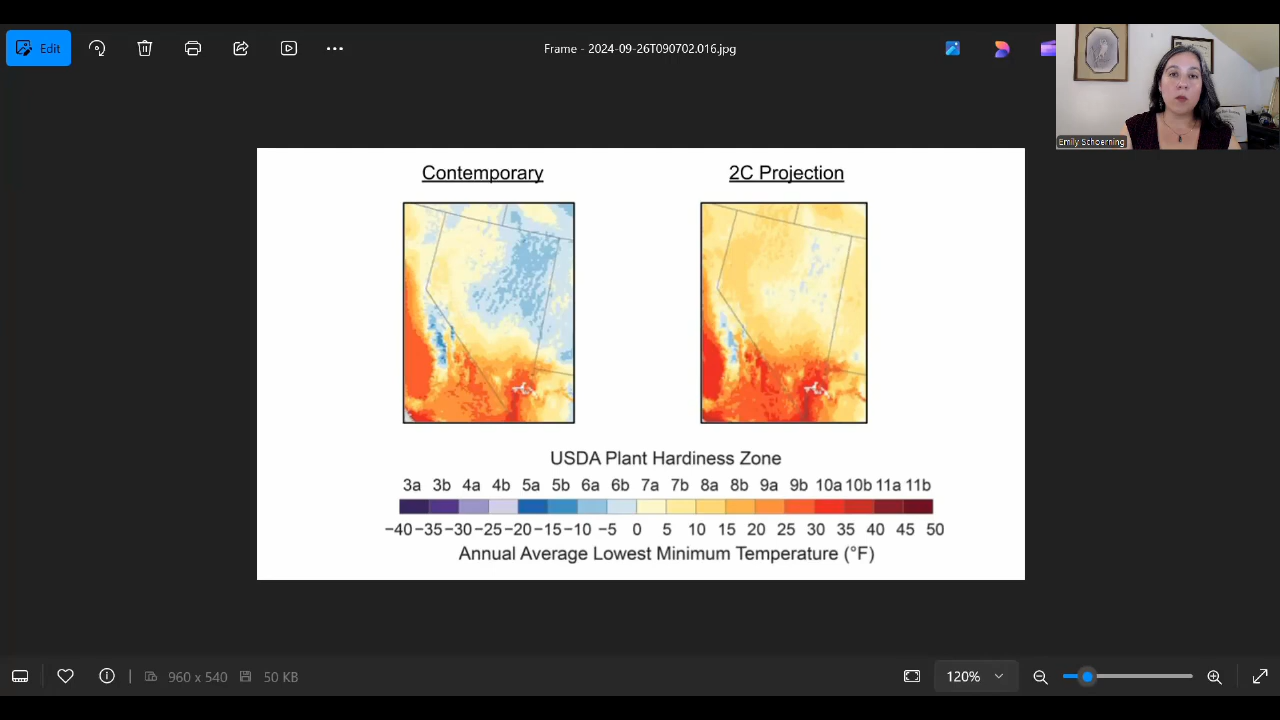 Edit
Frame - 2024-09-26T090702.016.jpg
Emily Schoerning
Contemporary
2C Projection
USDA Plant Hardiness Zone
3a 3b 4a 4b 5a 5b 6a 6b 7a 7b 8a 8b 9a 9b 10a 10b 11a 11b
−40 −35 −30 −25 −20 −15 −10 −5 0 5 10 15 20 25 30 35 40 45 50
Annual Average Lowest Minimum Temperature (°F)
960 x 540
50 KB
120%